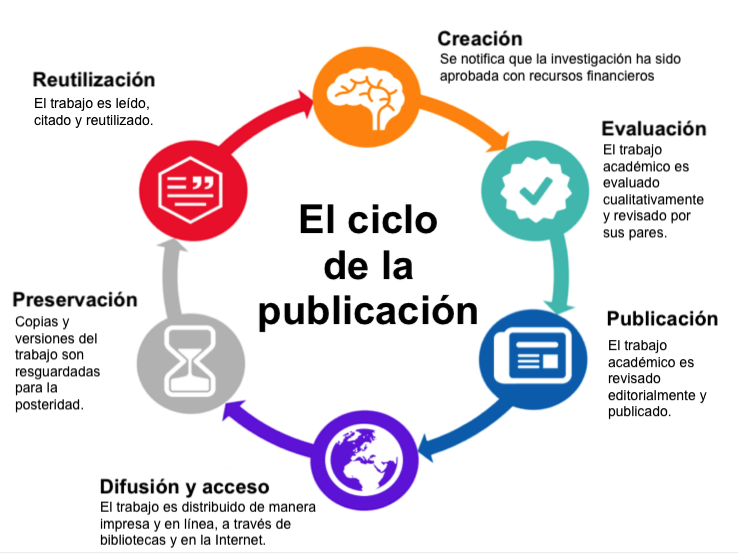 El ciclo
de la
publicación
Creación
Se notifica que la investigación ha sido
aprobada con recursos financieros
Evaluación
El trabajo
académico es
evaluado
cualitativamente
y revisado por
sus pares.
Publicación
El trabajo
académico es
revisado
editorialmente y
publicado.
Difusión y acceso
El trabajo es distribuido de manera
impresa y en línea, a través de
bibliotecas y en la Internet.
Preservación
Copias y
versiones del
trabajo son
resguardadas
para la
posteridad.
Reutilización
El trabajo es leído,
citado y reutilizado.